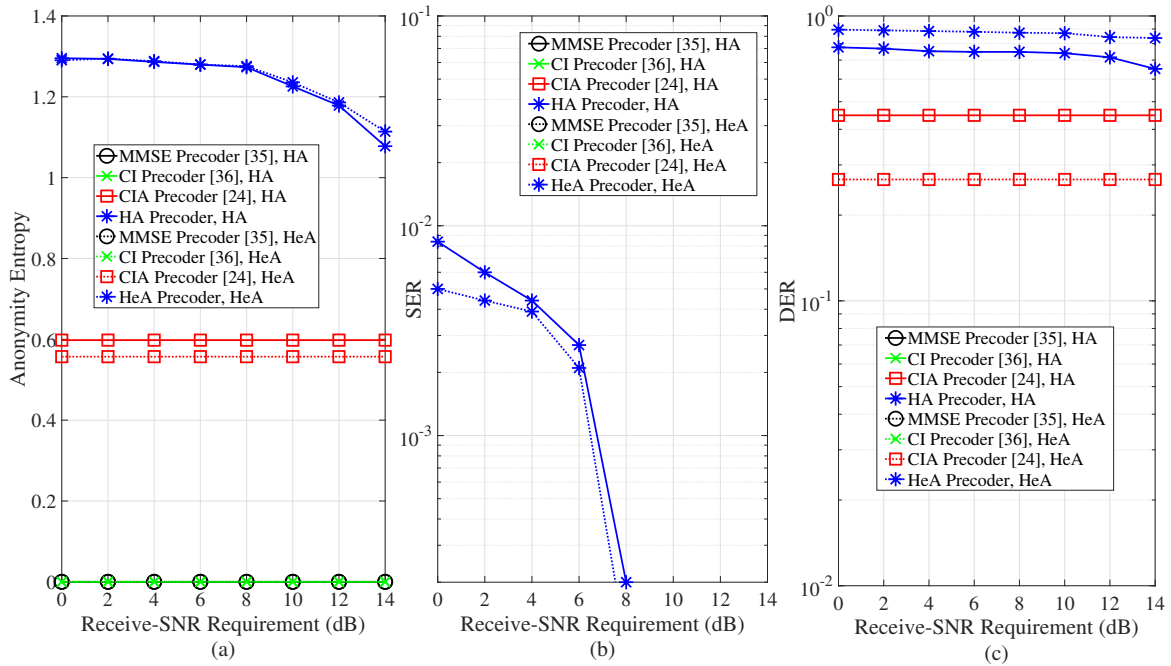 1.4
1.2
1
0.8
0.6
0.4
0.2
0
Anonymity Entropy
MMSE Precoder [35], HA
CI Precoder [36], HA
CIA Precoder [24], HA
HA Precoder, HA
MMSE Precoder [35], HeA
CI Precoder [36], HeA
CIA Precoder [24], HeA
HeA Precoder, HeA
0 2 4 6 8 10 12 14
Receive-SNR Requirement (dB)
(a)
10⁻¹
10⁻²
10⁻³
SER
MMSE Precoder [35], HA
CI Precoder [36], HA
CIA Precoder [24], HA
HA Precoder, HA
MMSE Precoder [35], HeA
CI Precoder [36], HeA
CIA Precoder [24], HeA
HeA Precoder, HeA
0 2 4 6 8 10 12 14
Receive-SNR Requirement (dB)
(b)
10⁰
10⁻¹
10⁻²
DER
MMSE Precoder [35], HA
CI Precoder [36], HA
CIA Precoder [24], HA
HA Precoder, HA
MMSE Precoder [35], HeA
CI Precoder [36], HeA
CIA Precoder [24], HeA
HeA Precoder, HeA
0 2 4 6 8 10 12 14
Receive-SNR Requirement (dB)
(c)